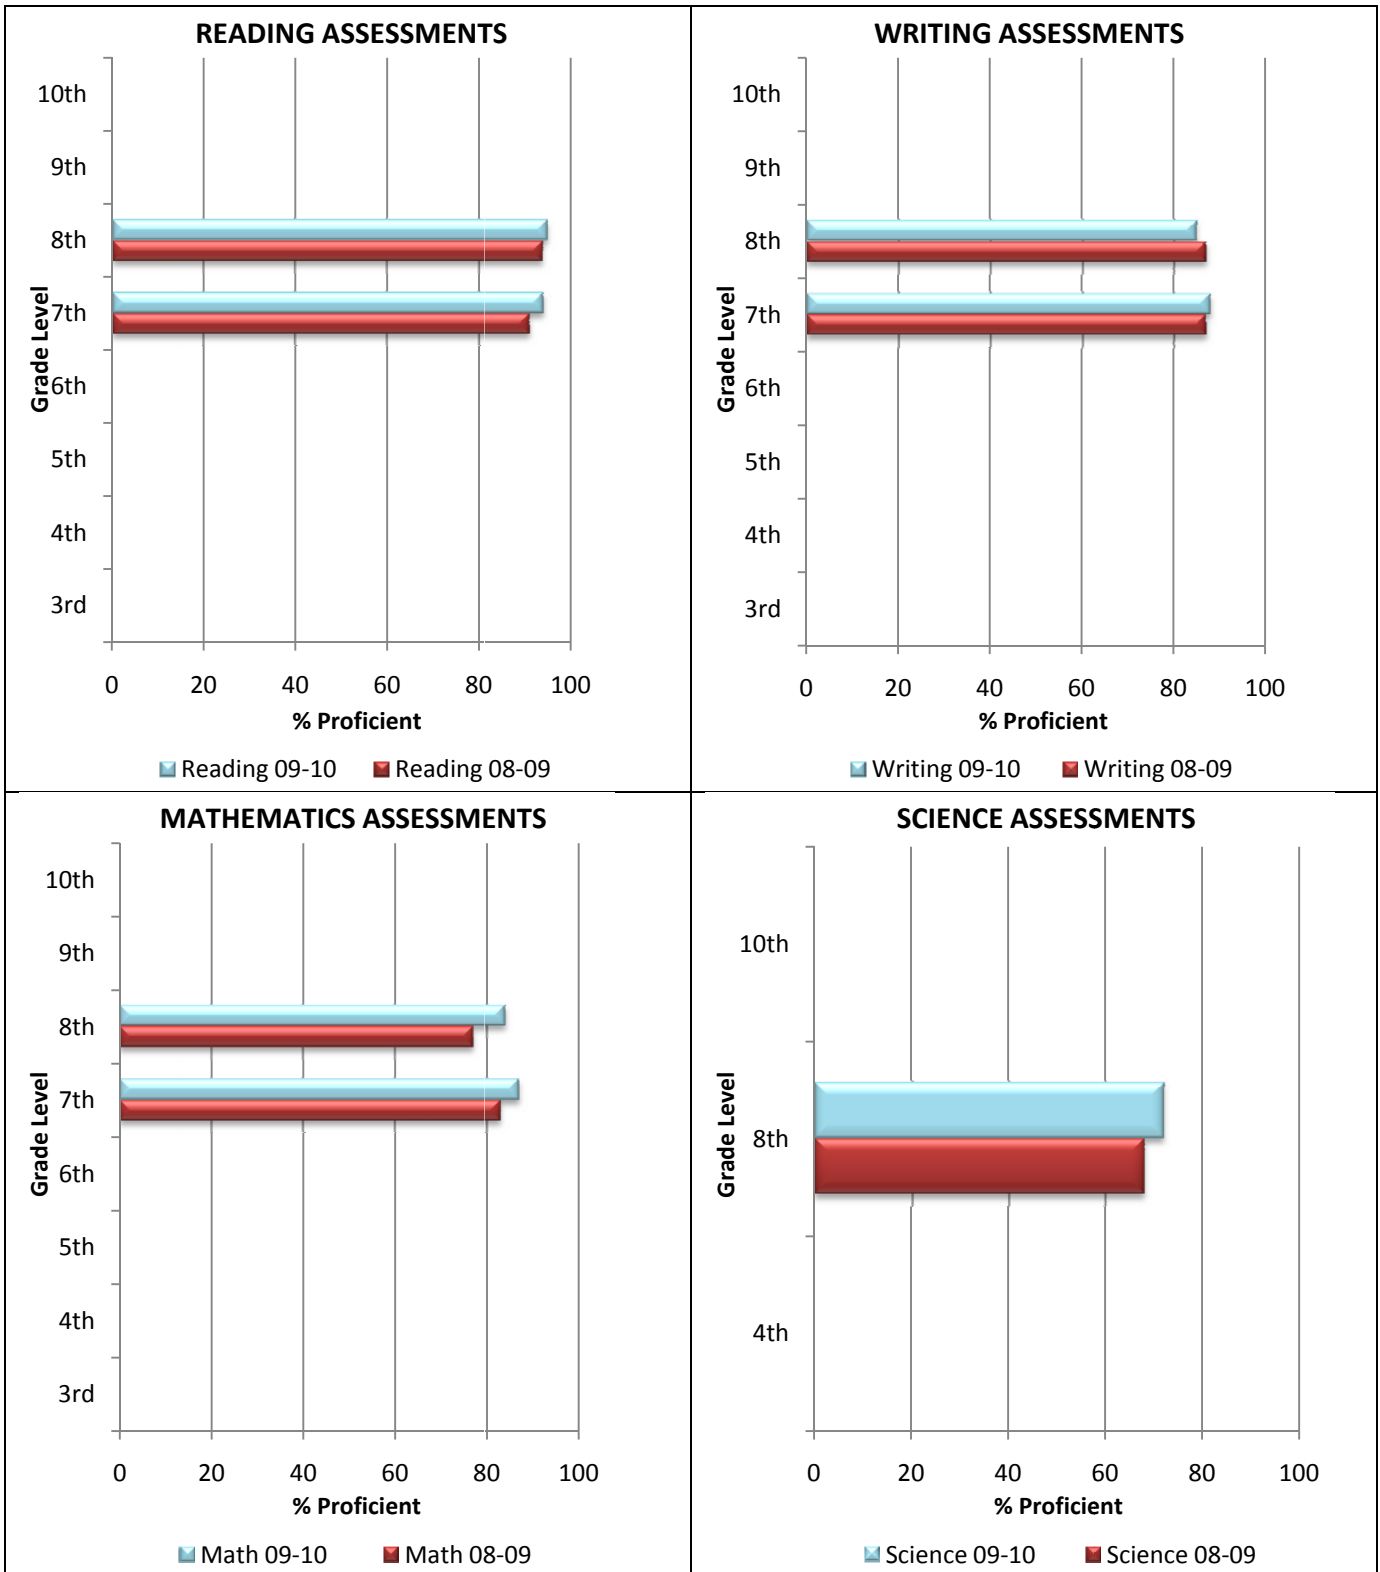 READING ASSESSMENTS
10th
9th
8th
7th
6th
5th
4th
3rd
Grade Level
0 20 40 60 80 100
% Proficient
Reading 09-10 Reading 08-09
WRITING ASSESSMENTS
10th
9th
8th
7th
6th
5th
4th
3rd
Grade Level
0 20 40 60 80 100
% Proficient
Writing 09-10 Writing 08-09
MATHEMATICS ASSESSMENTS
10th
9th
8th
7th
6th
5th
4th
3rd
Grade Level
0 20 40 60 80 100
% Proficient
Math 09-10 Math 08-09
SCIENCE ASSESSMENTS
10th
8th
4th
Grade Level
0 20 40 60 80 100
% Proficient
Science 09-10 Science 08-09